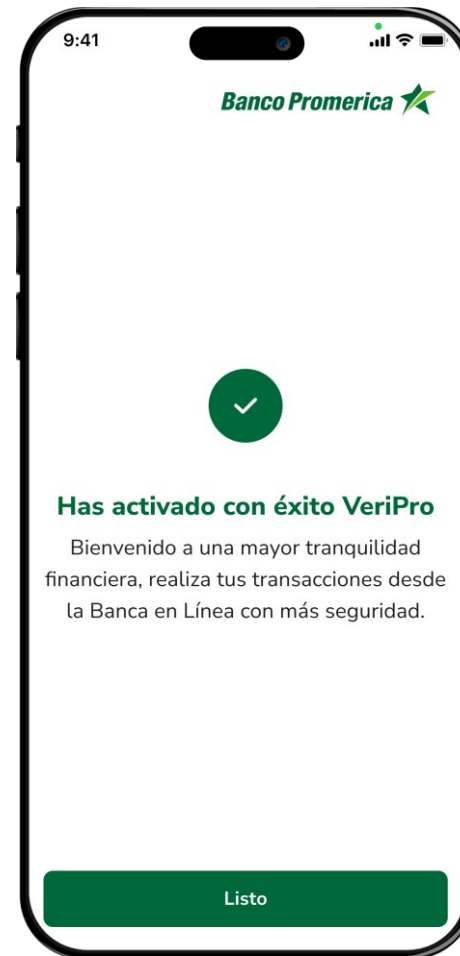 9:41
Banco Promerica
Has activado con éxito VeriPro
Bienvenido a una mayor tranquilidad
financiera, realiza tus transacciones desde
la Banca en Línea con más seguridad.
Listo